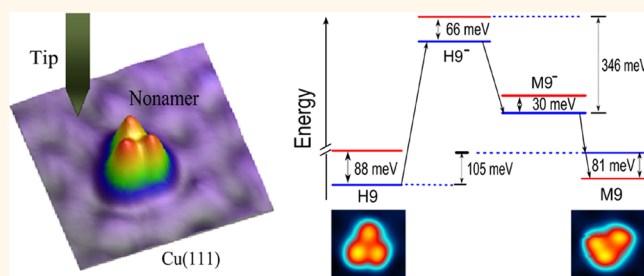 Tip
Nonamer
Cu(111)
Energy
88 meV
H9
66 meV
H9⁻
M9⁻
30 meV
346 meV
105 meV
81 meV
M9